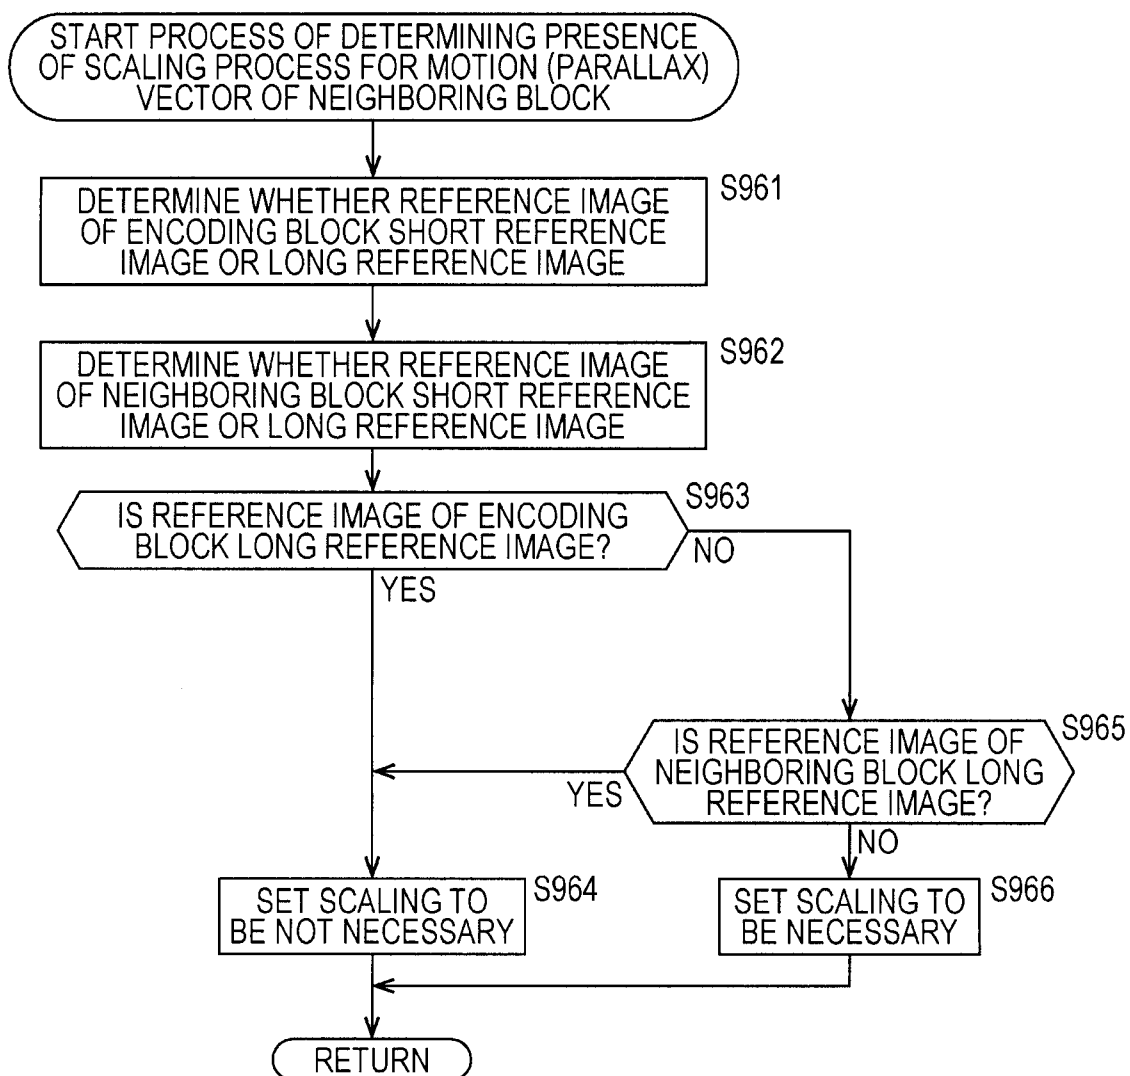 START PROCESS OF DETERMINING PRESENCE
OF SCALING PROCESS FOR MOTION (PARALLAX)
VECTOR OF NEIGHBORING BLOCK
S961
DETERMINE WHETHER REFERENCE IMAGE
OF ENCODING BLOCK SHORT REFERENCE
IMAGE OR LONG REFERENCE IMAGE
S962
DETERMINE WHETHER REFERENCE IMAGE
OF NEIGHBORING BLOCK SHORT REFERENCE
IMAGE OR LONG REFERENCE IMAGE
S963
IS REFERENCE IMAGE OF ENCODING
BLOCK LONG REFERENCE IMAGE?
NO
YES
S965
IS REFERENCE IMAGE OF
NEIGHBORING BLOCK LONG
REFERENCE IMAGE?
YES
NO
S964
SET SCALING TO
BE NOT NECESSARY
S966
SET SCALING TO
BE NECESSARY
RETURN